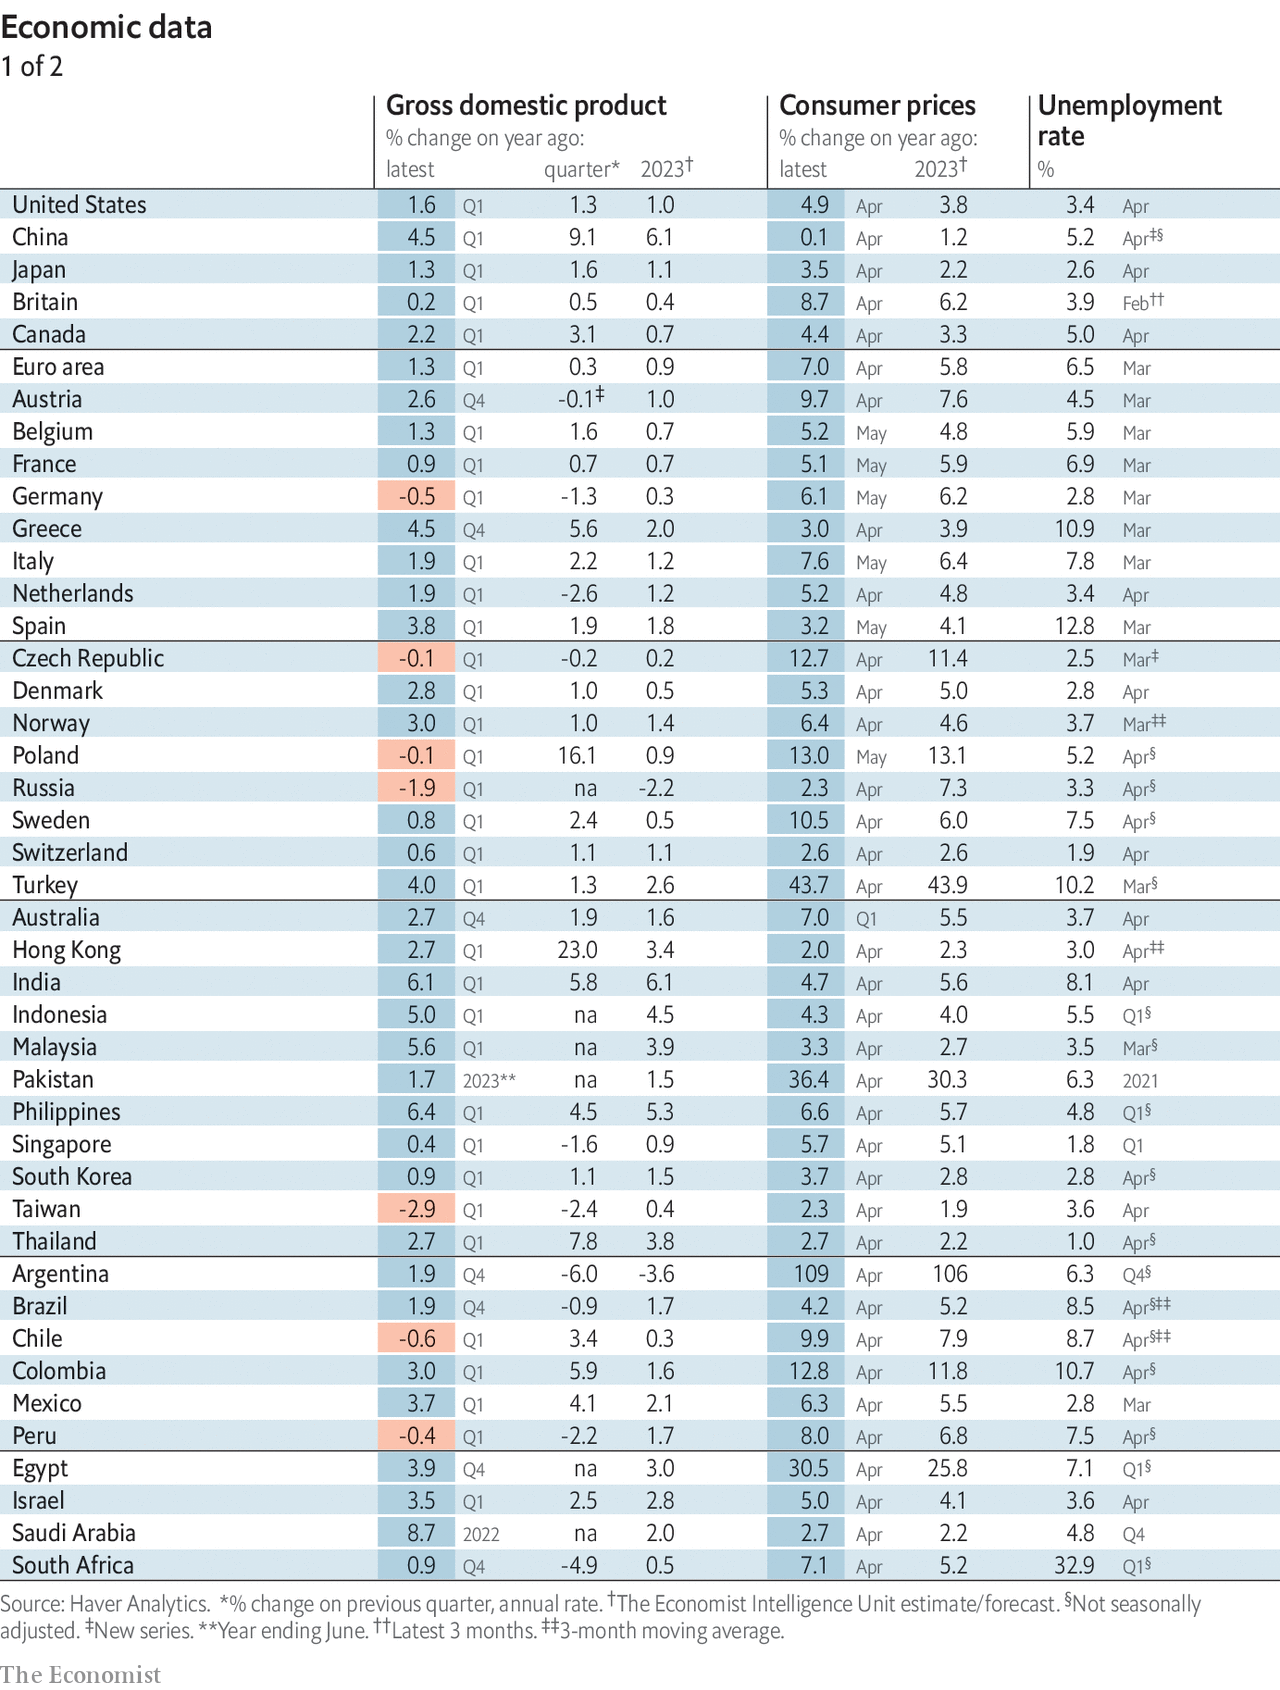 Economic data
1 of 2
Gross domestic product Consumer prices Unemployment
rate
% change on year ago: % change on year ago:
latest quarter* 2023† latest 2023† %
United States 1.6 Q1 1.3 1.0 4.9 Apr 3.8 3.4 Apr
China 4.5 Q1 9.1 6.1 0.1 Apr 1.2 5.2 Apr‡§
Japan 1.3 Q1 1.6 1.1 3.5 Apr 2.2 2.6 Apr
Britain 0.2 Q1 0.5 0.4 8.7 Apr 6.2 3.9 Feb††
Canada 2.2 Q1 3.1 0.7 4.4 Apr 3.3 5.0 Apr
Euro area 1.3 Q1 0.3 0.9 7.0 Apr 5.8 6.5 Mar
Austria 2.6 Q4 -0.1‡ 1.0 9.7 Apr 7.6 4.5 Mar
Belgium 1.3 Q1 1.6 0.7 5.2 May 4.8 5.9 Mar
France 0.9 Q1 0.7 0.7 5.1 May 5.9 6.9 Mar
Germany -0.5 Q1 -1.3 0.3 6.1 May 6.2 2.8 Mar
Greece 4.5 Q4 5.6 2.0 3.0 Apr 3.9 10.9 Mar
Italy 1.9 Q1 2.2 1.2 7.6 May 6.4 7.8 Mar
Netherlands 1.9 Q1 -2.6 1.2 5.2 Apr 4.8 3.4 Apr
Spain 3.8 Q1 1.9 1.8 3.2 May 4.1 12.8 Mar
Czech Republic -0.1 Q1 -0.2 0.2 12.7 Apr 11.4 2.5 Mar‡
Denmark 2.8 Q1 1.0 0.5 5.3 Apr 5.0 2.8 Apr
Norway 3.0 Q1 1.0 1.4 6.4 Apr 4.6 3.7 Mar‡‡
Poland -0.1 Q1 16.1 0.9 13.0 May 13.1 5.2 Apr§
Russia -1.9 Q1 na -2.2 2.3 Apr 7.3 3.3 Apr§
Sweden 0.8 Q1 2.4 0.5 10.5 Apr 6.0 7.5 Apr§
Switzerland 0.6 Q1 1.1 1.1 2.6 Apr 2.6 1.9 Apr
Turkey 4.0 Q1 1.3 2.6 43.7 Apr 43.9 10.2 Mar§
Australia 2.7 Q4 1.9 1.6 7.0 Q1 5.5 3.7 Apr
Hong Kong 2.7 Q1 23.0 3.4 2.0 Apr 2.3 3.0 Apr‡‡
India 6.1 Q1 5.8 6.1 4.7 Apr 5.6 8.1 Apr
Indonesia 5.0 Q1 na 4.5 4.3 Apr 4.0 5.5 Q1§
Malaysia 5.6 Q1 na 3.9 3.3 Apr 2.7 3.5 Mar§
Pakistan 1.7 2023** na 1.5 36.4 Apr 30.3 6.3 2021
Philippines 6.4 Q1 4.5 5.3 6.6 Apr 5.7 4.8 Q1§
Singapore 0.4 Q1 -1.6 0.9 5.7 Apr 5.1 1.8 Q1
South Korea 0.9 Q1 1.1 1.5 3.7 Apr 2.8 2.8 Apr§
Taiwan -2.9 Q1 -2.4 0.4 2.3 Apr 1.9 3.6 Apr
Thailand 2.7 Q1 7.8 3.8 2.7 Apr 2.2 1.0 Apr§
Argentina 1.9 Q4 -6.0 -3.6 109 Apr 106 6.3 Q4§
Brazil 1.9 Q4 -0.9 1.7 4.2 Apr 5.2 8.5 Apr§‡‡
Chile -0.6 Q1 3.4 0.3 9.9 Apr 7.9 8.7 Apr§‡‡
Colombia 3.0 Q1 5.9 1.6 12.8 Apr 11.8 10.7 Apr§
Mexico 3.7 Q1 4.1 2.1 6.3 Apr 5.5 2.8 Mar
Peru -0.4 Q1 -2.2 1.7 8.0 Apr 6.8 7.5 Apr§
Egypt 3.9 Q4 na 3.0 30.5 Apr 25.8 7.1 Q1§
Israel 3.5 Q1 2.5 2.8 5.0 Apr 4.1 3.6 Apr
Saudi Arabia 8.7 2022 na 2.0 2.7 Apr 2.2 4.8 Q4
South Africa 0.9 Q4 -4.9 0.5 7.1 Apr 5.2 32.9 Q1§
Source: Haver Analytics. *% change on previous quarter, annual rate. †The Economist Intelligence Unit estimate/forecast. §Not seasonally
adjusted. ‡New series. **Year ending June. ††Latest 3 months. ‡‡3-month moving average.
The Economist